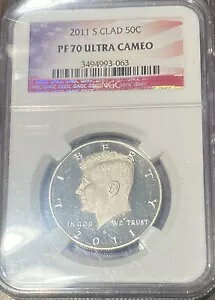 2011 S CLAD 50C
PF 70 ULTRA CAMEO
3494993-063
NGC
LIBERTY
IN GOD WE TRUST
2011